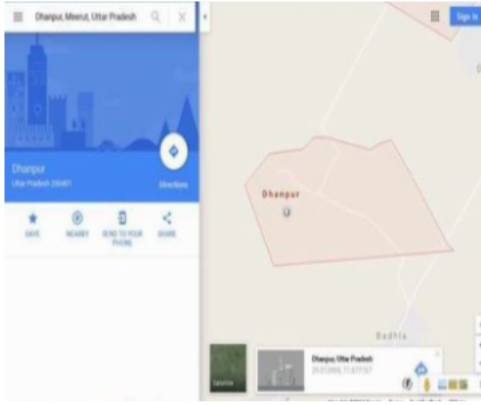 Dhanpur, Meerut, Uttar Pradesh
Sign in
Dhanpur
Uttar Pradesh
Directions
SAVE
NEARBY
SEND TO YOUR
PHONE
SHARE
Dhanpur
Badhla
Dhanpur, Uttar Pradesh
Satellite